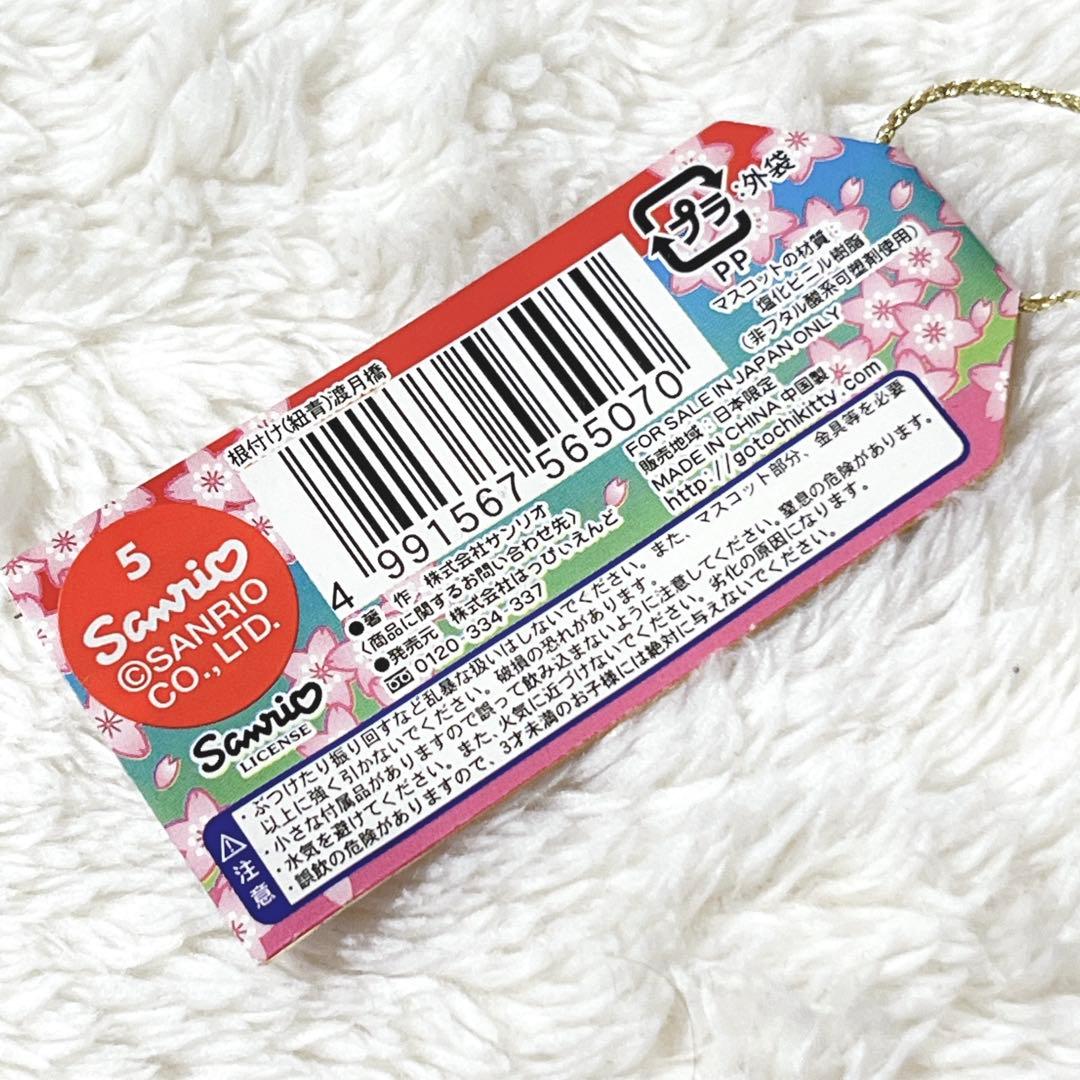 プラ :外袋
PP
マスコットの材質:
塩化ビニル樹脂
(非フタル酸系可塑剤使用)
根付け(紐青)渡月橋
4 991567 565070
FOR SALE IN JAPAN ONLY
販売地域:日本限定
MADE IN CHINA 中国製
http://gotochikitty.com
●著 作 株式会社サンリオ
〈商品に関するお問い合わせ先〉
●発売元 株式会社はっぴぃえんど
0120 334 337
5
Sanrio
©SANRIO
CO.,LTD.
Sanrio
LICENSE
注意
・ぶつけたり振り回すなど乱暴な扱いはしないでください。また、マスコット部分、金具等を必要
以上に強く引かないでください。破損の恐れがあります。
・小さな付属品がありますので誤って飲み込まないように注意してください。窒息の危険があります。
・水気を避けてください。また、火気に近づけないでください。劣化の原因になります。
・誤飲の危険がありますので、3才未満のお子様には絶対に与えないでください。